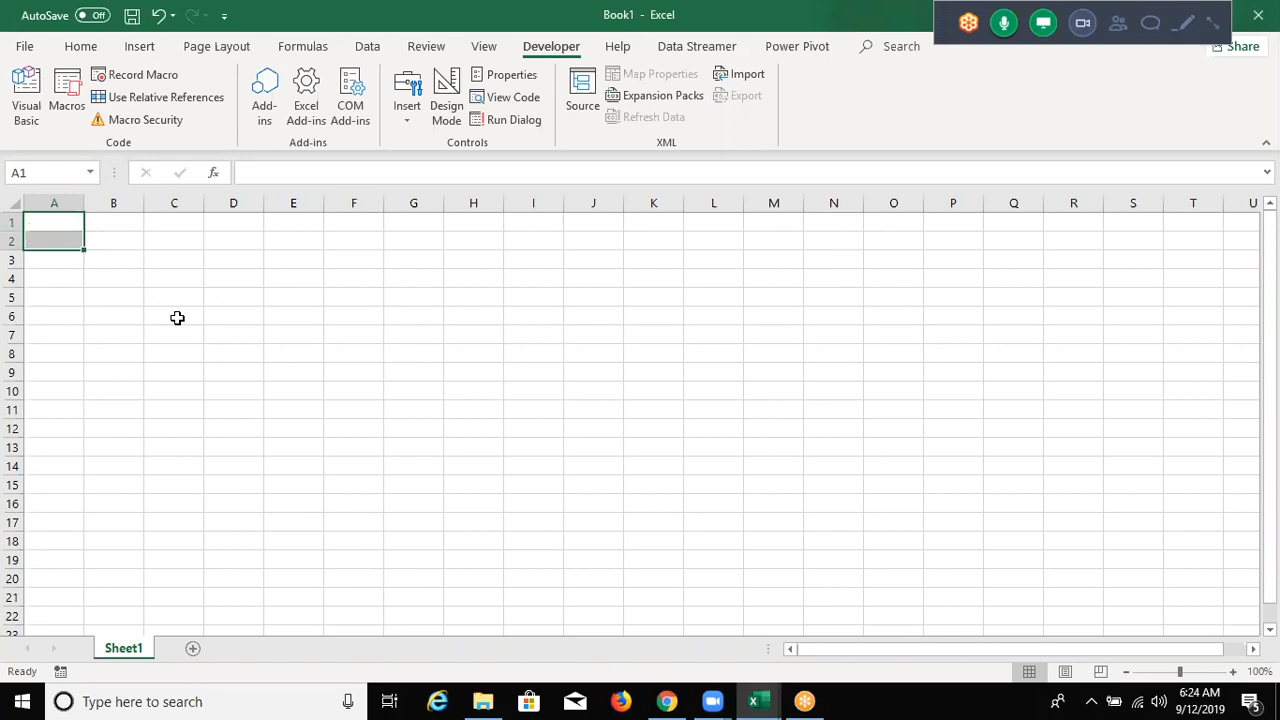 AutoSave Off
Book1 - Excel
File Home Insert Page Layout Formulas Data Review View Developer Help Data Streamer Power Pivot Search Share
Visual Basic
Macros
Record Macro
Use Relative References
Macro Security
Code
Add-ins
Excel Add-ins
COM Add-ins
Add-ins
Insert
Design Mode
Properties
View Code
Run Dialog
Controls
Source
Map Properties
Expansion Packs
Refresh Data
Import
Export
XML
A1 fx
A B C D E F G H I J K L M N O P Q R S T U
1
2
3
4
5
6
7
8
9
10
11
12
13
14
15
16
17
18
19
20
21
22
23
Sheet1
Ready 100%
Type here to search
6:24 AM
9/12/2019
5